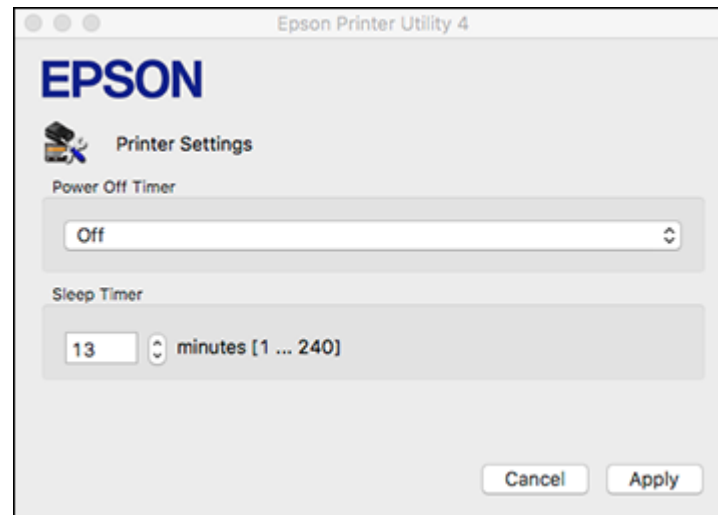 Epson Printer Utility 4
EPSON
Printer Settings
Power Off Timer
Off
Sleep Timer
13 minutes [1 ... 240]
Cancel Apply